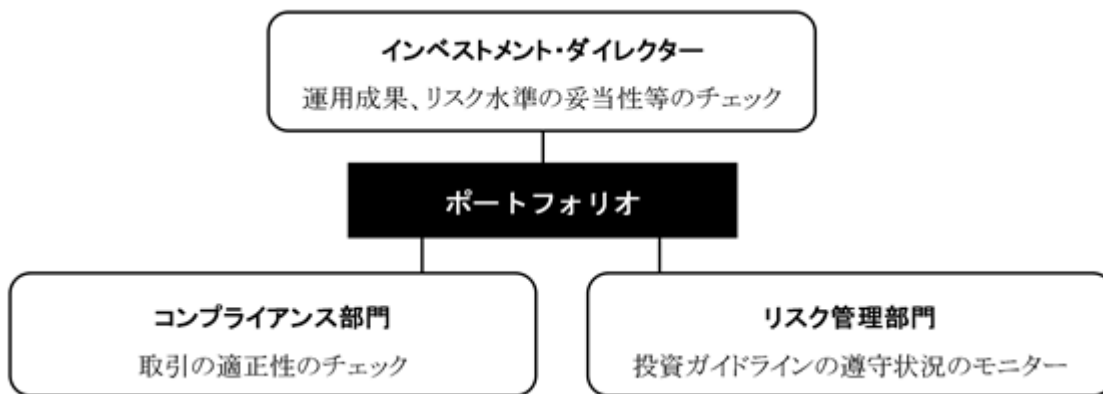 インベストメント・ダイレクター
運用成果、リスク水準の妥当性等のチェック
ポートフォリオ
コンプライアンス部門
取引の適正性のチェック
リスク管理部門
投資ガイドラインの遵守状況のモニター